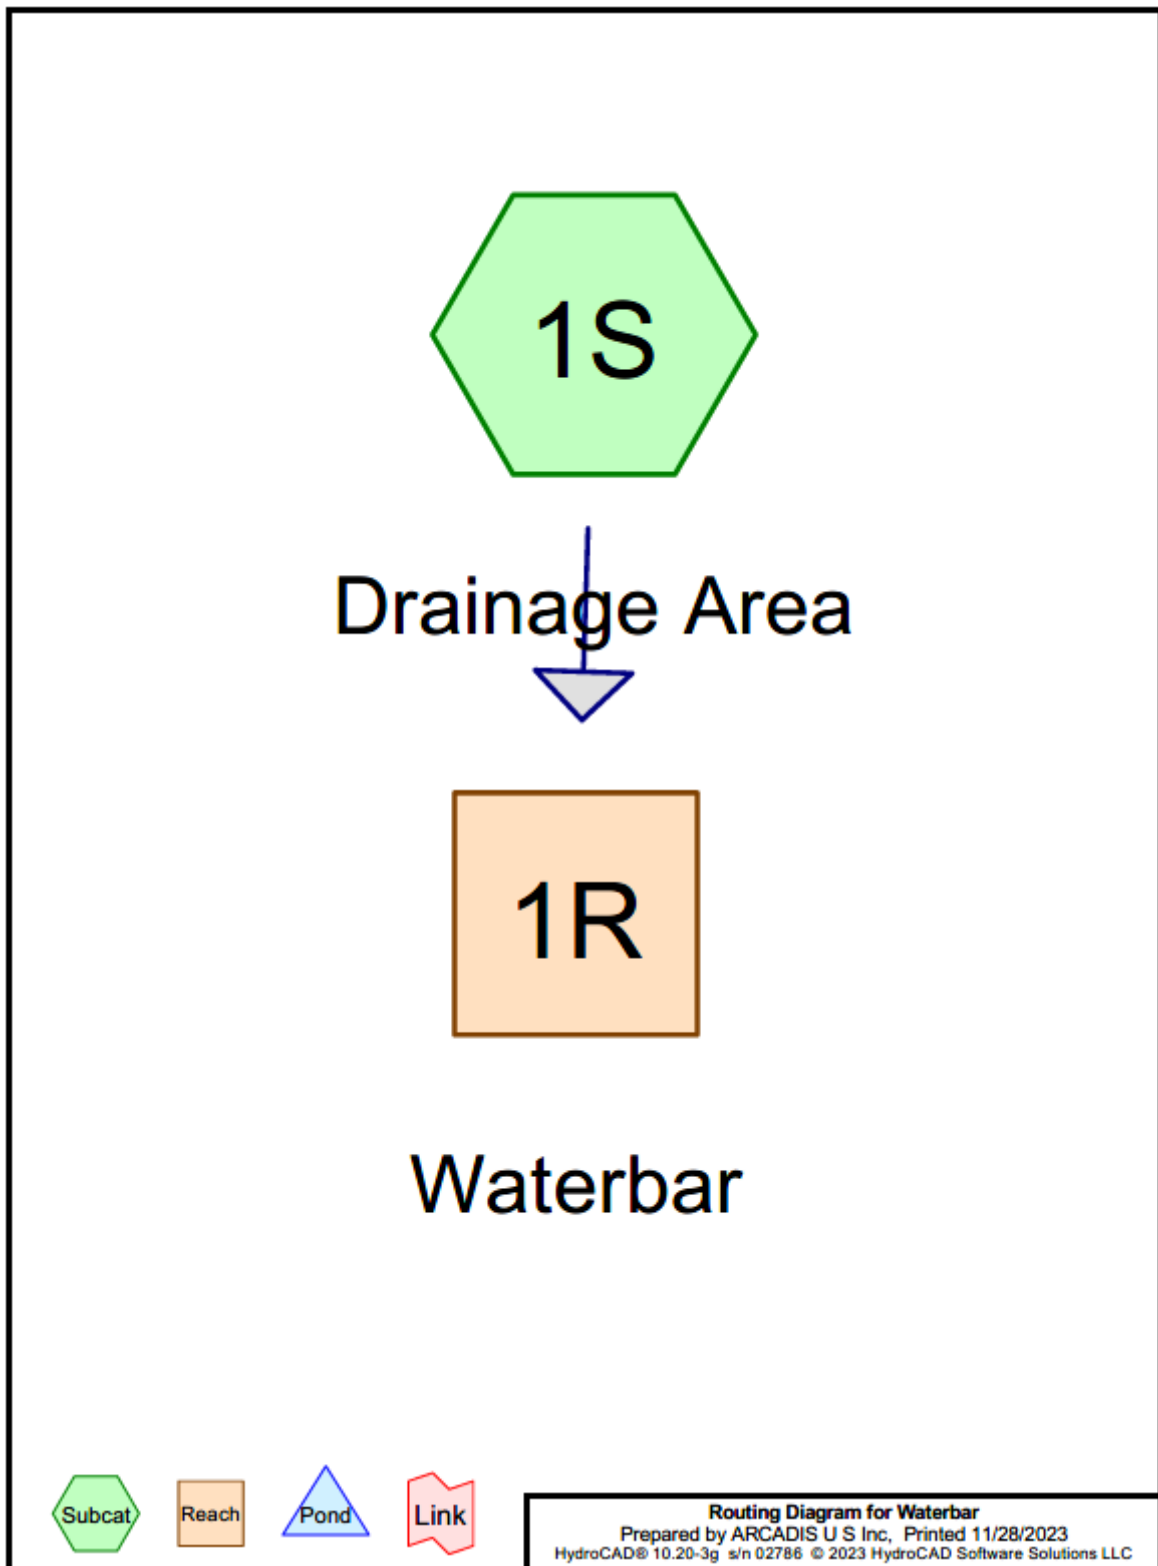 1S
Drainage Area
1R
Waterbar
Subcat
Reach
Pond
Link
Routing Diagram for Waterbar
Prepared by ARCADIS U S Inc, Printed 11/28/2023
HydroCAD® 10.20-3g s/n 02786 © 2023 HydroCAD Software Solutions LLC